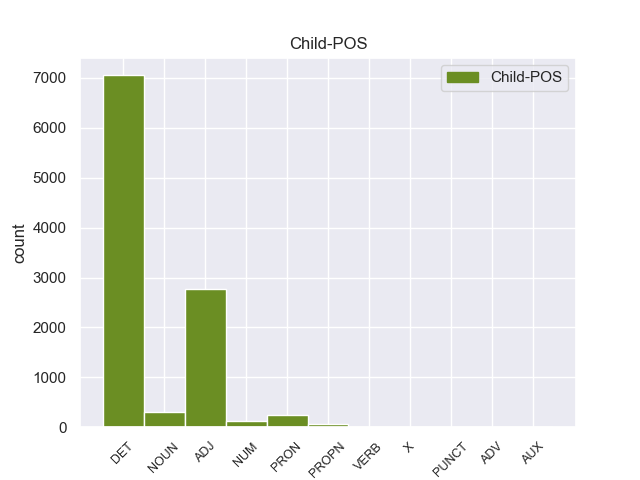 Child-POS
Child-POS
7000
6000
5000
4000
3000
2000
1000
0
count
DET NOUN ADJ NUM PRON PROPN VERB X PUNCT ADV AUX